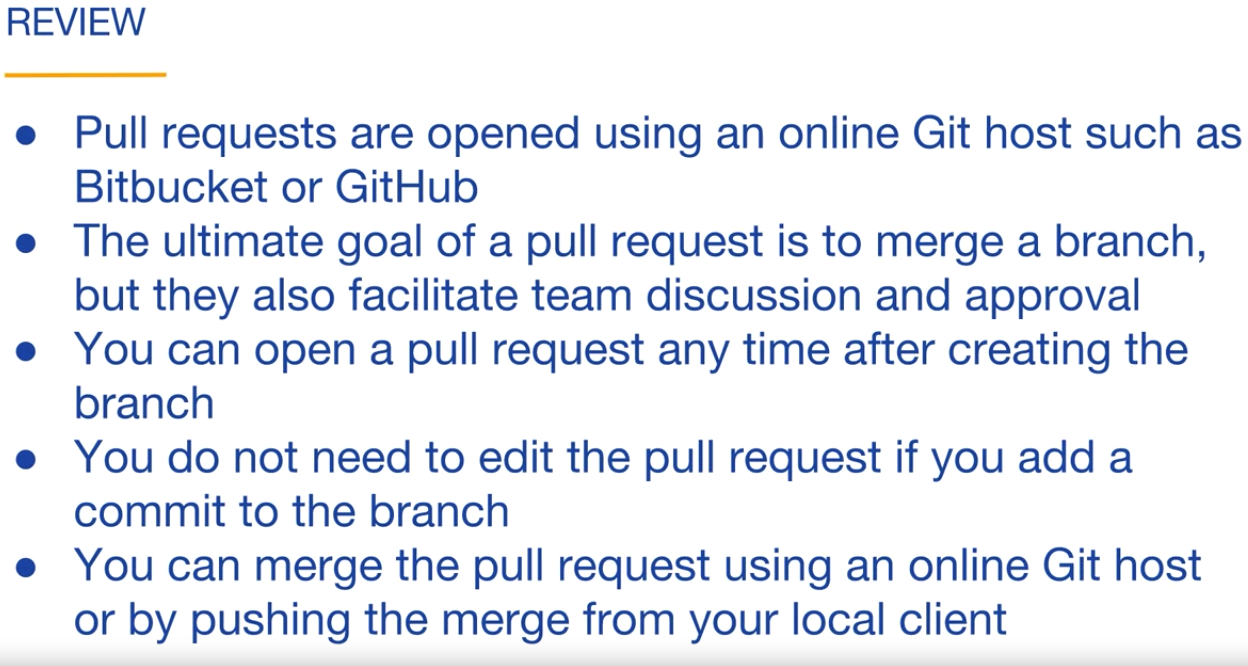 REVIEW
● Pull requests are opened using an online Git host such as
Bitbucket or GitHub
● The ultimate goal of a pull request is to merge a branch,
but they also facilitate team discussion and approval
● You can open a pull request any time after creating the
branch
● You do not need to edit the pull request if you add a
commit to the branch
● You can merge the pull request using an online Git host
or by pushing the merge from your local client